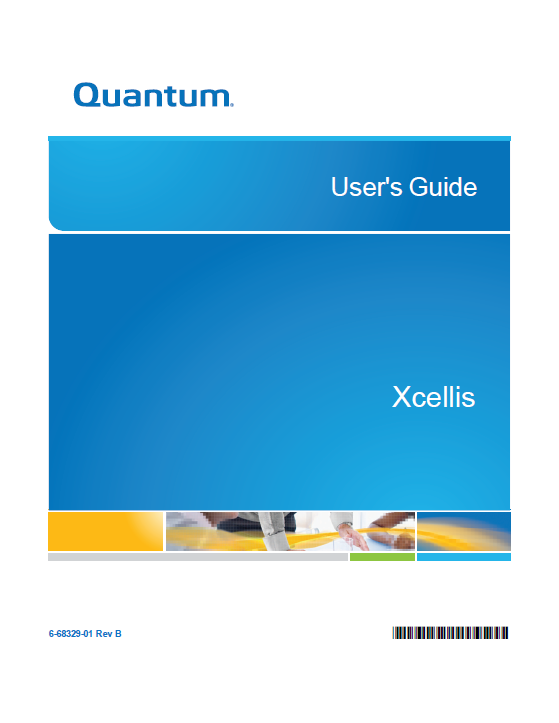 Quantum®
User's Guide
Xcellis
6-68329-01 Rev B